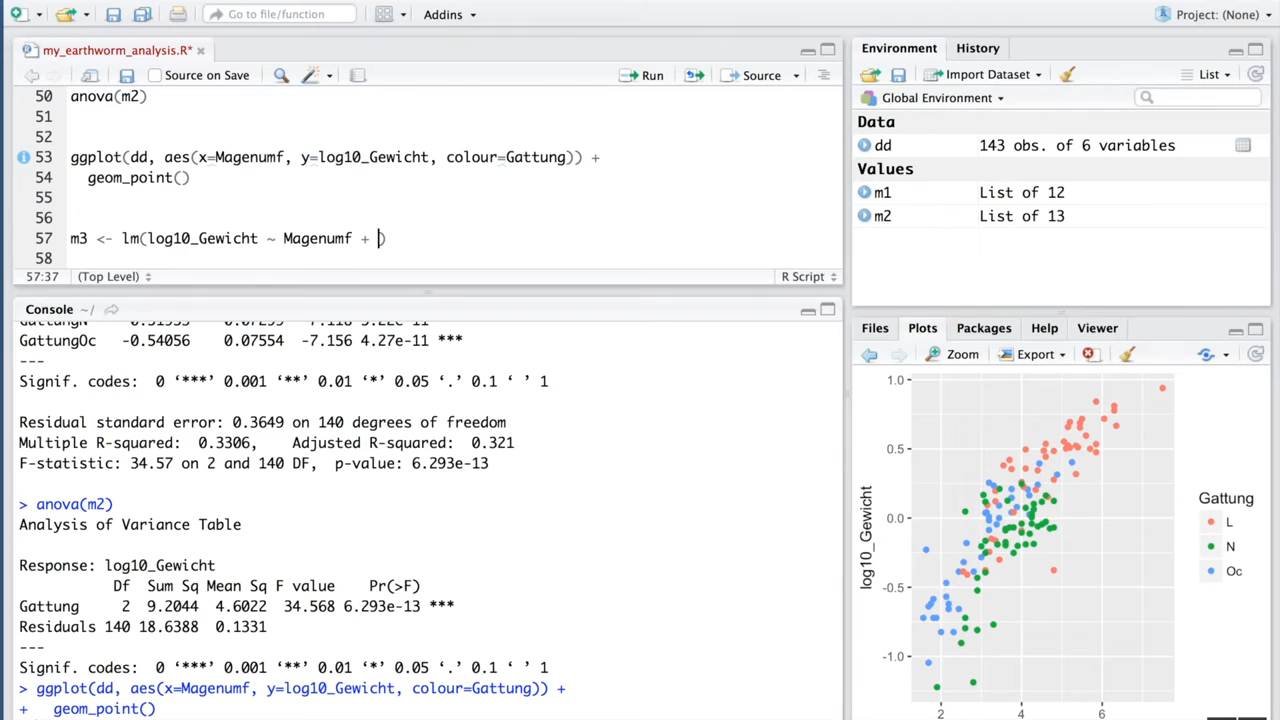 Go to file/function
Addins
Project: (None)
my_earthworm_analysis.R*
Source on Save
Run
Source
50 anova(m2)
51
52
53 ggplot(dd, aes(x=Magenumf, y=log10_Gewicht, colour=Gattung)) +
54 geom_point()
55
56
57 m3 <- lm(log10_Gewicht ~ Magenumf + )
58
57:37 (Top Level) R Script
Console ~/
GattungOc -0.54056 0.07554 -7.156 4.27e-11 ***
---
Signif. codes: 0 ‘***’ 0.001 ‘**’ 0.01 ‘*’ 0.05 ‘.’ 0.1 ‘ ’ 1
Residual standard error: 0.3649 on 140 degrees of freedom
Multiple R-squared: 0.3306, Adjusted R-squared: 0.321
F-statistic: 34.57 on 2 and 140 DF, p-value: 6.293e-13
> anova(m2)
Analysis of Variance Table
Response: log10_Gewicht
Df Sum Sq Mean Sq F value Pr(>F)
Gattung 2 9.2044 4.6022 34.568 6.293e-13 ***
Residuals 140 18.6388 0.1331
---
Signif. codes: 0 ‘***’ 0.001 ‘**’ 0.01 ‘*’ 0.05 ‘.’ 0.1 ‘ ’ 1
> ggplot(dd, aes(x=Magenumf, y=log10_Gewicht, colour=Gattung)) +
+ geom_point()
Environment History
Import Dataset List
Global Environment
Data
dd 143 obs. of 6 variables
Values
m1 List of 12
m2 List of 13
Files Plots Packages Help Viewer
Zoom Export
1.0
0.5
0.0
-0.5
-1.0
log10_Gewicht
2 4 6
Gattung
L
N
Oc